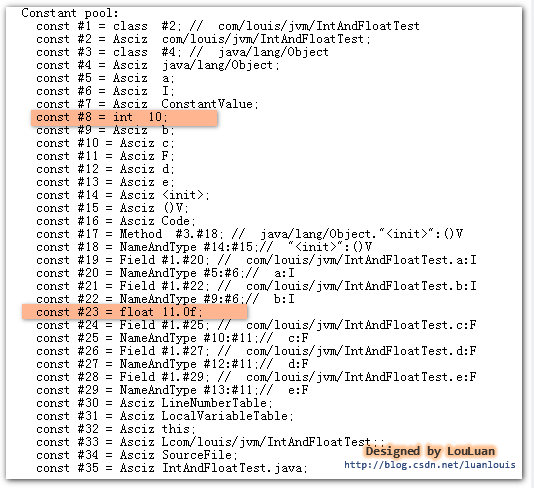 Constant pool:
const #1 = class #2; // com/louis/jvm/IntAndFloatTest
const #2 = Asciz com/louis/jvm/IntAndFloatTest;
const #3 = class #4; // java/lang/Object
const #4 = Asciz java/lang/Object;
const #5 = Asciz a;
const #6 = Asciz I;
const #7 = Asciz ConstantValue;
const #8 = int 10;
const #9 = Asciz b;
const #10 = Asciz c;
const #11 = Asciz F;
const #12 = Asciz d;
const #13 = Asciz e;
const #14 = Asciz <init>;
const #15 = Asciz ()V;
const #16 = Asciz Code;
const #17 = Method #3.#18; // java/lang/Object."<init>":()V
const #18 = NameAndType #14:#15;// "<init>":()V
const #19 = Field #1.#20; // com/louis/jvm/IntAndFloatTest.a:I
const #20 = NameAndType #5:#6;// a:I
const #21 = Field #1.#22; // com/louis/jvm/IntAndFloatTest.b:I
const #22 = NameAndType #9:#6;// b:I
const #23 = float 11.0f;
const #24 = Field #1.#25; // com/louis/jvm/IntAndFloatTest.c:F
const #25 = NameAndType #10:#11;// c:F
const #26 = Field #1.#27; // com/louis/jvm/IntAndFloatTest.d:F
const #27 = NameAndType #12:#11;// d:F
const #28 = Field #1.#29; // com/louis/jvm/IntAndFloatTest.e:F
const #29 = NameAndType #13:#11;// e:F
const #30 = Asciz LineNumberTable;
const #31 = Asciz LocalVariableTable;
const #32 = Asciz this;
const #33 = Asciz Lcom/louis/jvm/IntAndFloatTest;;
const #34 = Asciz SourceFile;
const #35 = Asciz IntAndFloatTest.java;
Designed by LouLuan
http://blog.csdn.net/luanlouis